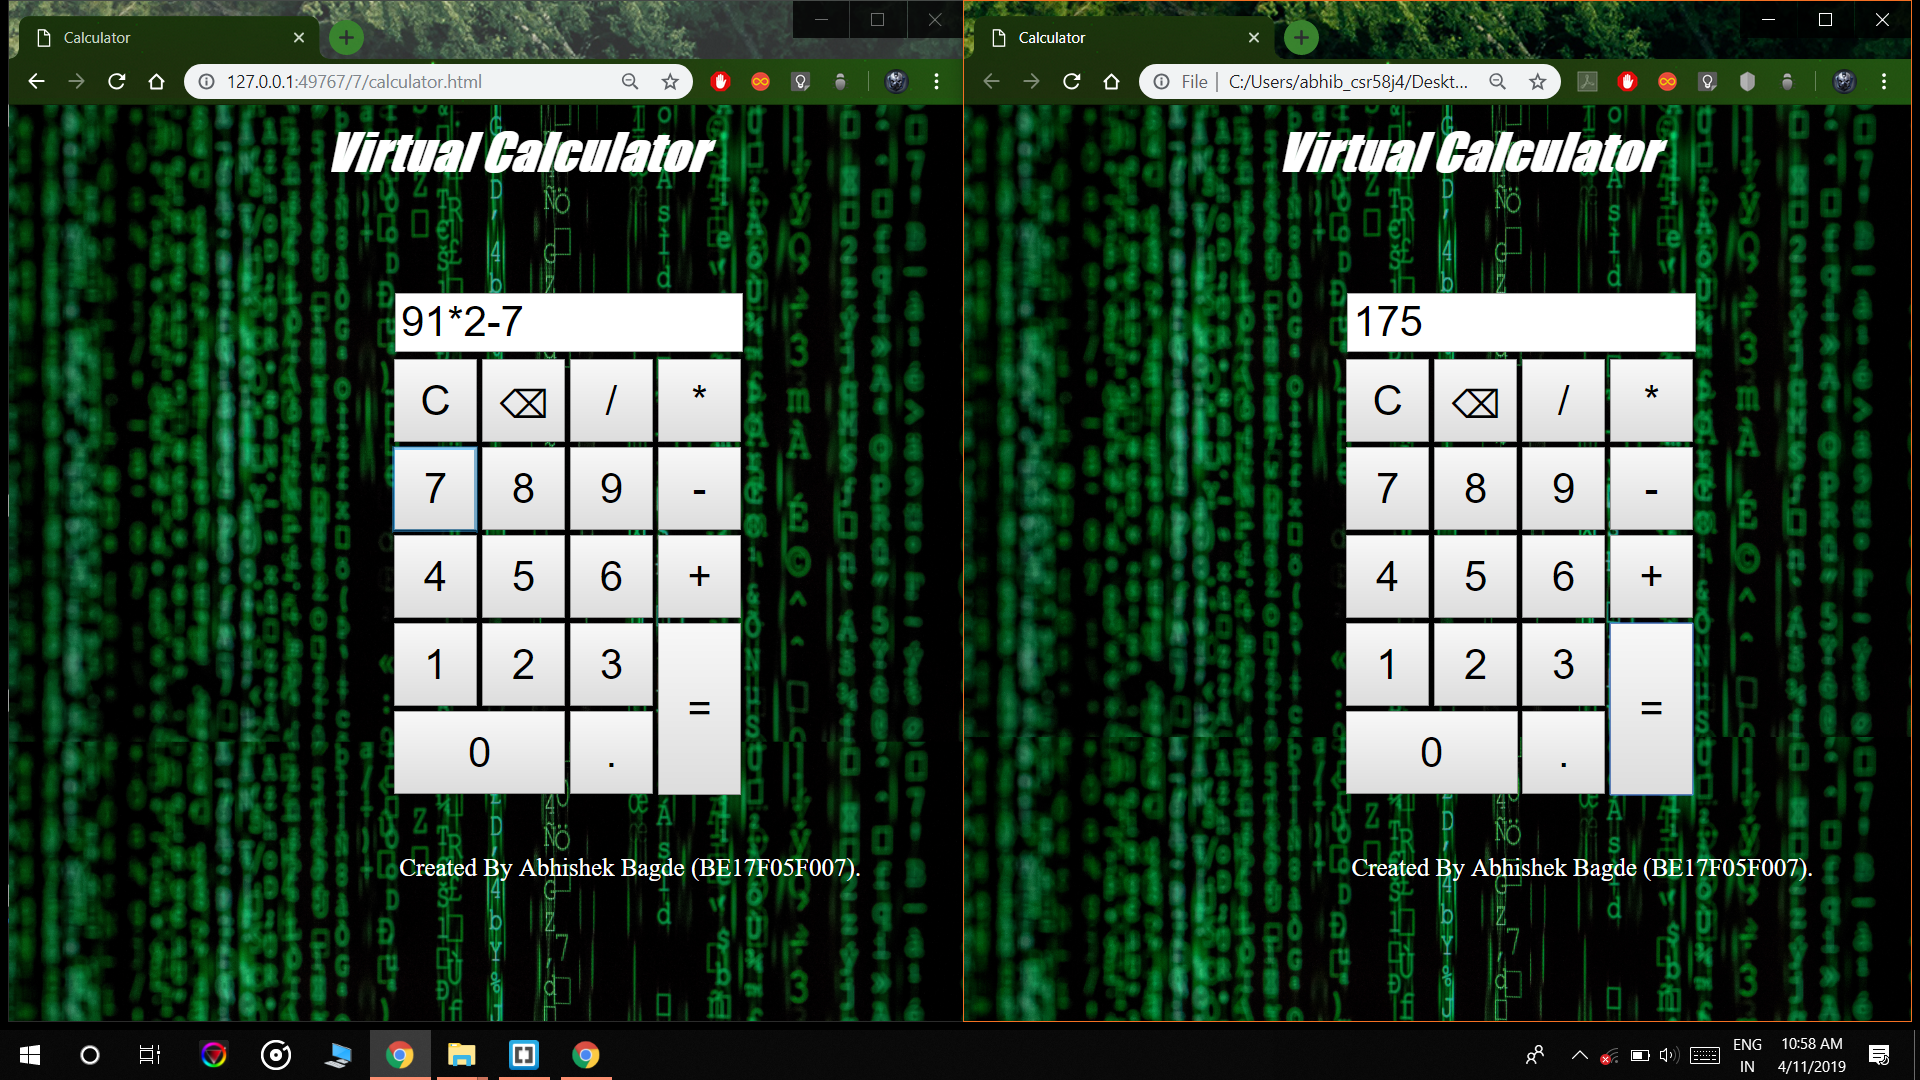 Calculator
127.0.0.1:49767/7/calculator.html
Virtual Calculator
91*2-7
C ⌫ / *
7 8 9 -
4 5 6 +
1 2 3
=
0 .
Created By Abhishek Bagde (BE17F05F007).
Calculator
File | C:/Users/abhib_csr58j4/Deskt...
Virtual Calculator
175
C ⌫ / *
7 8 9 -
4 5 6 +
1 2 3
=
0 .
Created By Abhishek Bagde (BE17F05F007).
ENG
IN
10:58 AM
4/11/2019